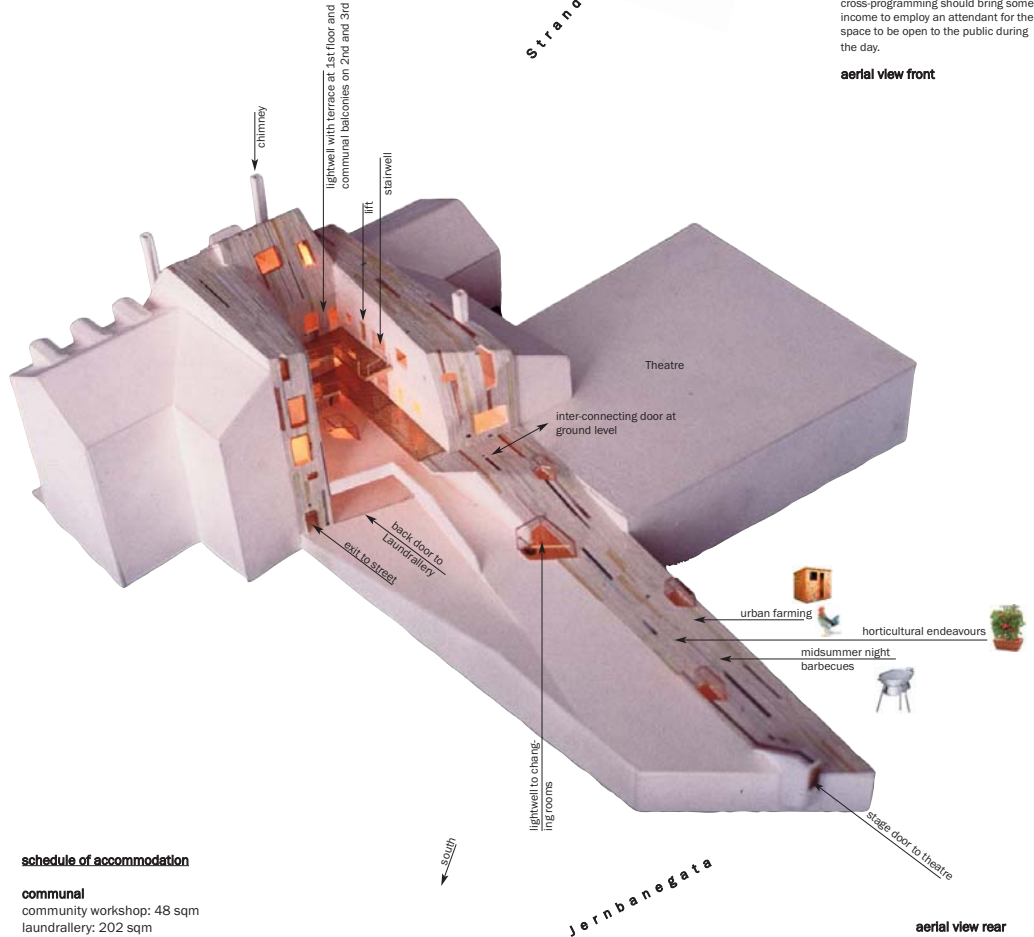 cross-programming should bring some
income to employ an attendant for the
space to be open to the public during
the day.
aerial view front
Strand
lightwell with terrace at 1st floor and
communal balconies on 2nd and 3rd
chimney
lift
stairwell
Theatre
inter-connecting door at
ground level
back door to
Laundrallery
exit to street
urban farming
horticultural endeavours
midsummer night
barbecues
lightwell to chang-
ing rooms
stage door to theatre
south
jernbanegata
schedule of accommodation
communal
community workshop: 48 sqm
laundrallery: 202 sqm
aerial view rear